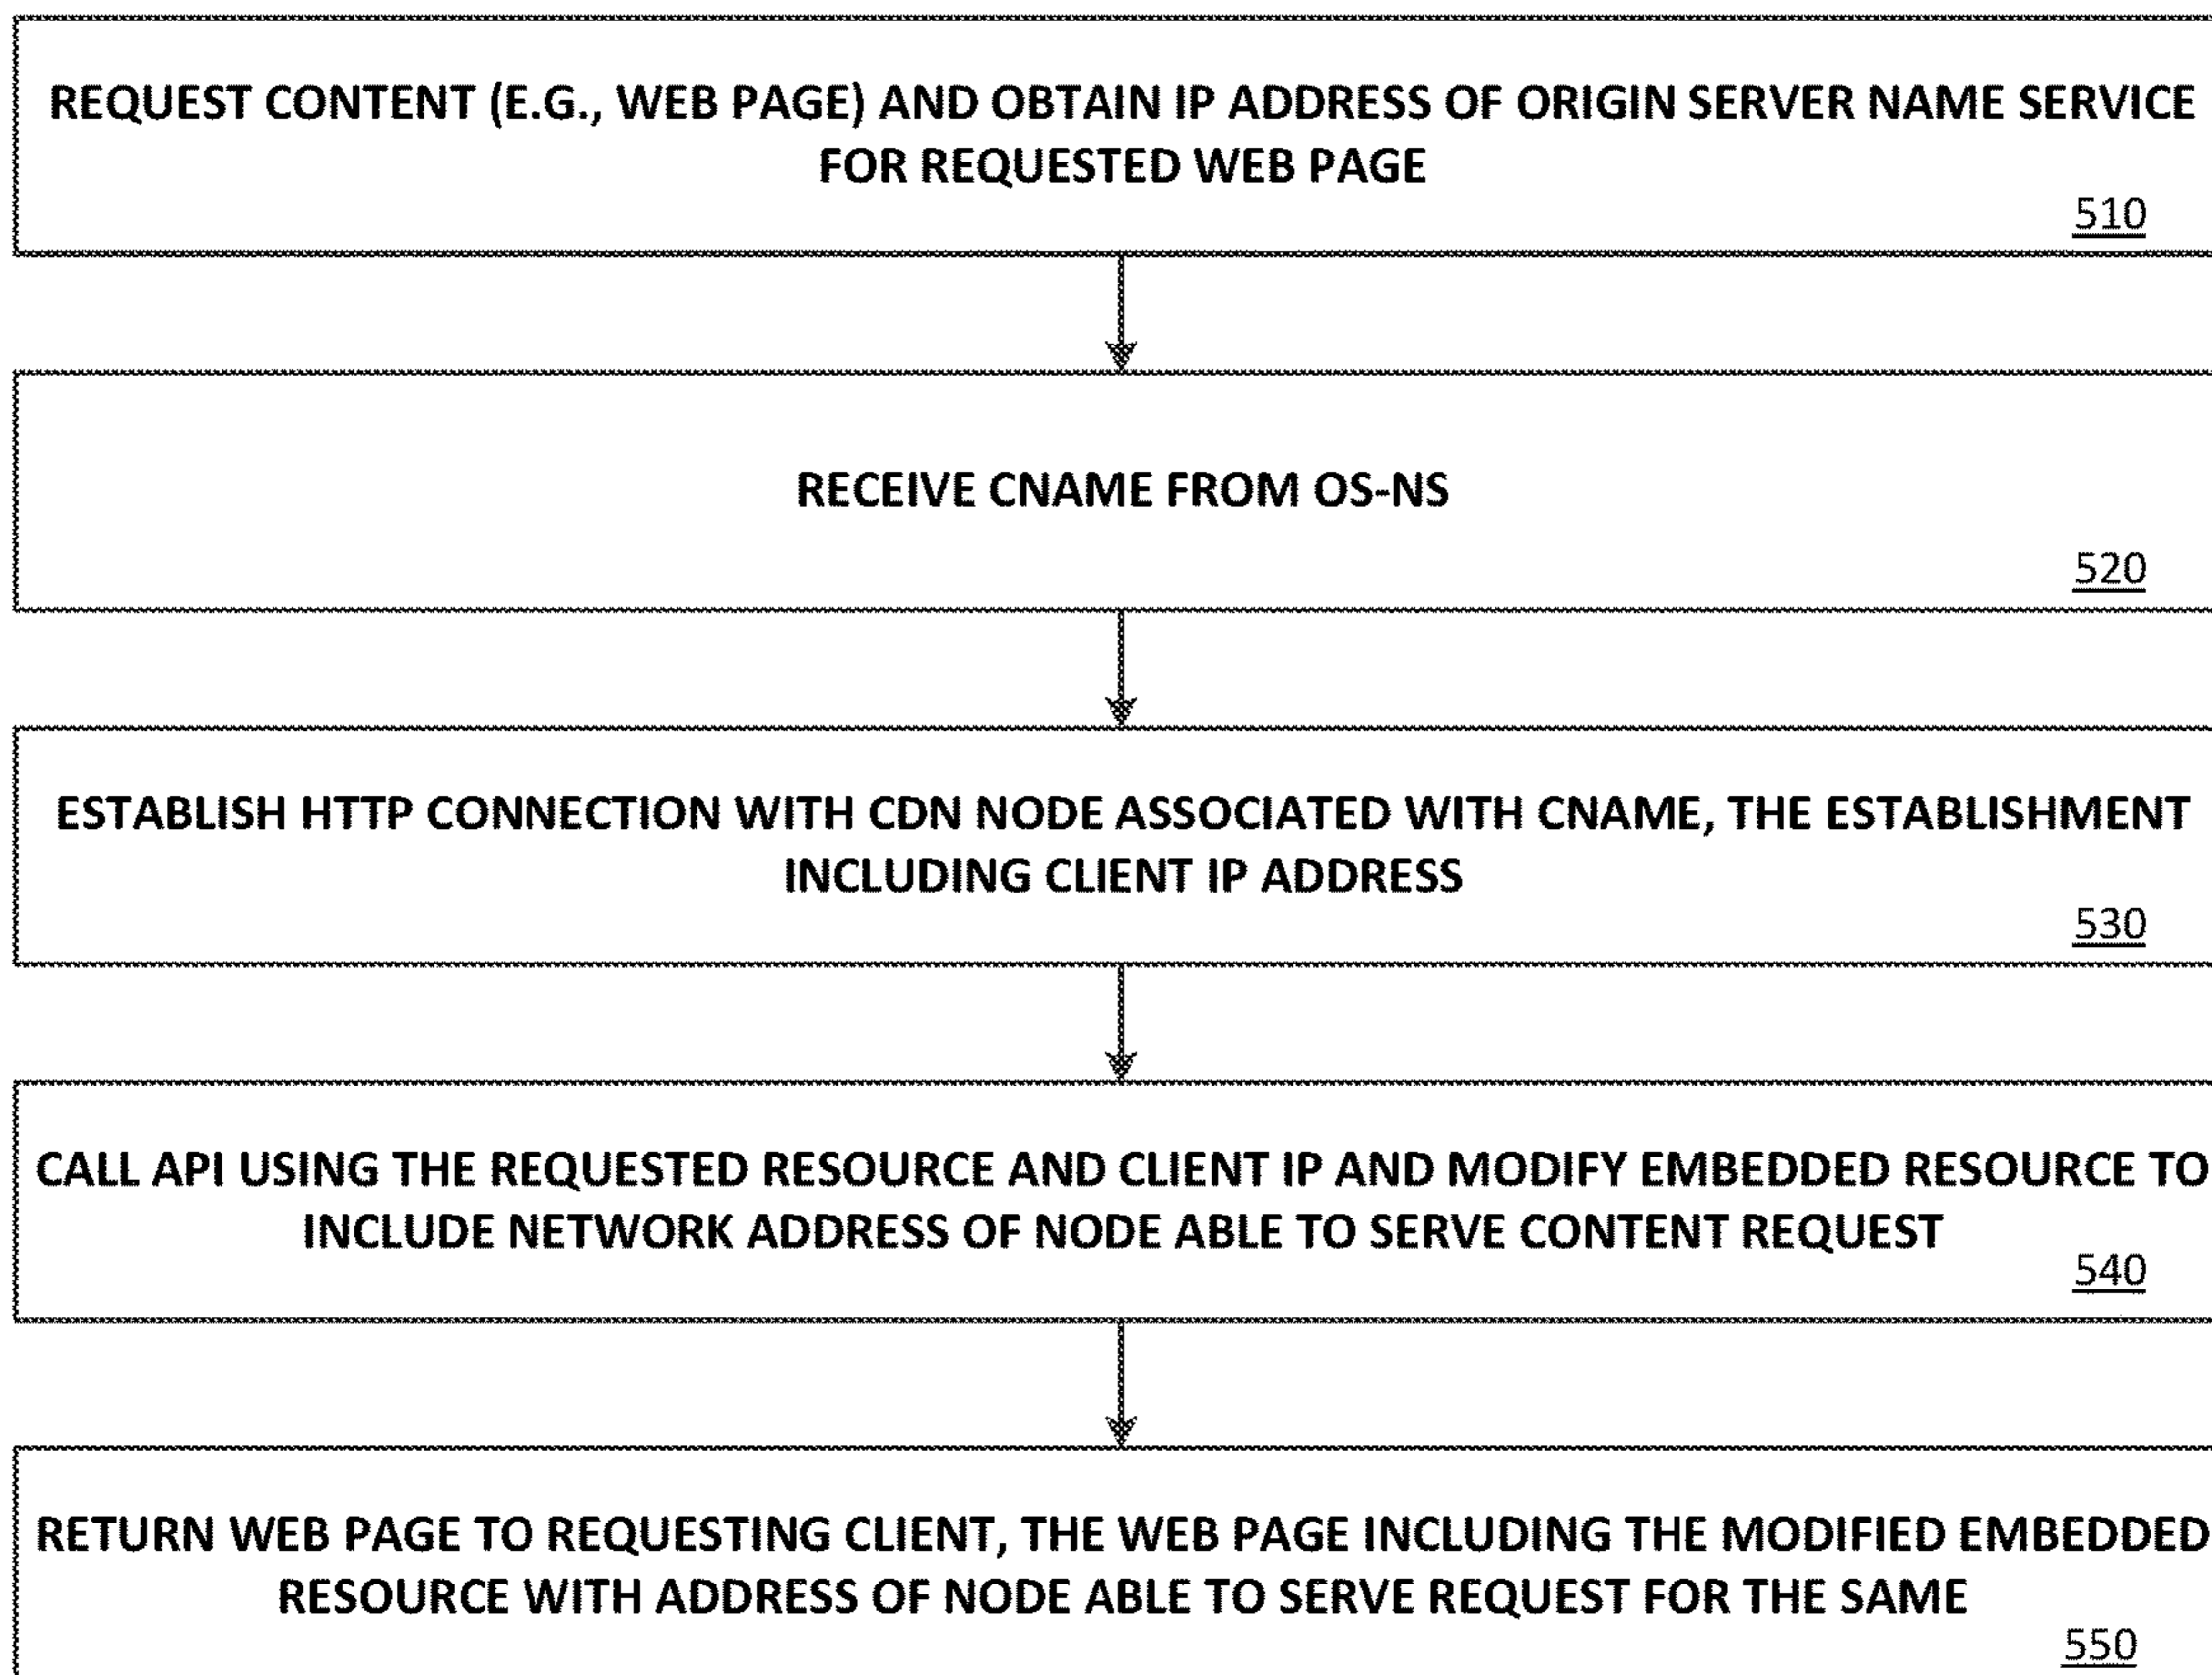 REQUEST CONTENT (E.G., WEB PAGE) AND OBTAIN IP ADDRESS OF ORIGIN SERVER NAME SERVICE
FOR REQUESTED WEB PAGE
510
RECEIVE CNAME FROM OS-NS
520
ESTABLISH HTTP CONNECTION WITH CDN NODE ASSOCIATED WITH CNAME, THE ESTABLISHMENT
INCLUDING CLIENT IP ADDRESS
530
CALL API USING THE REQUESTED RESOURCE AND CLIENT IP AND MODIFY EMBEDDED RESOURCE TO
INCLUDE NETWORK ADDRESS OF NODE ABLE TO SERVE CONTENT REQUEST
540
RETURN WEB PAGE TO REQUESTING CLIENT, THE WEB PAGE INCLUDING THE MODIFIED EMBEDDED
RESOURCE WITH ADDRESS OF NODE ABLE TO SERVE REQUEST FOR THE SAME
550